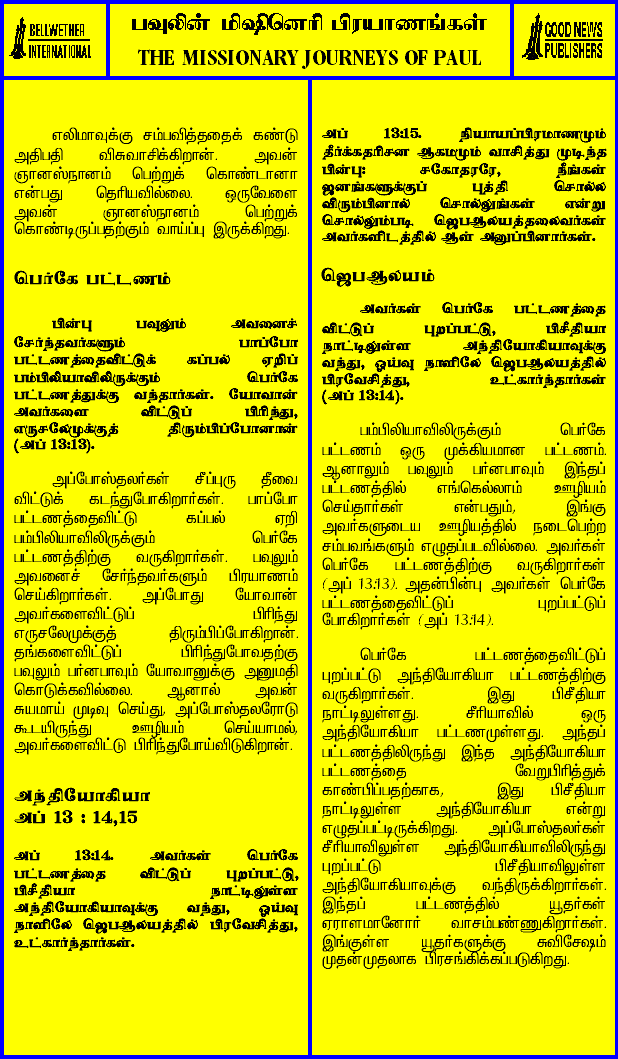 BELLWETHER
INTERNATIONAL
பவுலின் மிஷினெரி பிரயாணங்கள்
THE MISSIONARY JOURNEYS OF PAUL
GOOD NEWS
PUBLISHERS
எலிமாவுக்கு சம்பவித்ததைக் கண்டு
அதிபதி விசுவாசிக்கிறான். அவன்
ஞானஸ்நானம் பெற்றுக் கொண்டானா
என்பது தெரியவில்லை. ஒருவேளை
அவன் ஞானஸ்நானம் பெற்றுக்
கொண்டிருப்பதற்கும் வாய்ப்பு இருக்கிறது.
பெர்கே பட்டணம்
பின்பு பவுலும் அவனைச்
சேர்ந்தவர்களும் பாப்போ
பட்டணத்தைவிட்டுக் கப்பல் ஏறிப்
பம்பிலியாவிலிருக்கும் பெர்கே
பட்டணத்துக்கு வந்தார்கள். யோவான்
அவர்களை விட்டுப் பிரிந்து,
எருசலேமுக்குத் திரும்பிப்போனான்
(அப் 13:13).
அப்போஸ்தலர்கள் சீப்புரு தீவை
விட்டுக் கடந்துபோகிறார்கள். பாப்போ
பட்டணத்தைவிட்டு கப்பல் ஏறி
பம்பிலியாவிலிருக்கும் பெர்கே
பட்டணத்திற்கு வருகிறார்கள். பவுலும்
அவனைச் சேர்ந்தவர்களும் பிரயாணம்
செய்கிறார்கள். அப்போது யோவான்
அவர்களைவிட்டுப் பிரிந்து
எருசலேமுக்குத் திரும்பிப்போகிறான்.
தங்களைவிட்டுப் பிரிந்துபோவதற்கு
பவுலும் பர்னபாவும் யோவானுக்கு அனுமதி
கொடுக்கவில்லை. ஆனால் அவன்
சுயமாய் முடிவு செய்து, அப்போஸ்தலரோடு
கூடயிருந்து ஊழியம் செய்யாமல்,
அவர்களைவிட்டு பிரிந்துபோய்விடுகிறான்.
அந்தியோகியா
அப் 13 : 14,15
அப் 13:14. அவர்கள் பெர்கே
பட்டணத்தை விட்டுப் புறப்பட்டு,
பிசீதியா நாட்டிலுள்ள
அந்தியோகியாவுக்கு வந்து, ஓய்வு
நாளிலே ஜெபஆலயத்தில் பிரவேசித்து,
உட்கார்ந்தார்கள்.
அப் 13:15. நியாயப்பிரமாணமும்
தீர்க்கதரிசன ஆகமமும் வாசித்து முடிந்த
பின்பு: சகோதரரே, நீங்கள்
ஜனங்களுக்குப் புத்தி சொல்ல
விரும்பினால் சொல்லுங்கள் என்று
சொல்லும்படி ஜெபஆலயத்தலைவர்கள்
அவர்களிடத்தில் ஆள் அனுப்பினார்கள்.
ஜெபஆலயம்
அவர்கள் பெர்கே பட்டணத்தை
விட்டுப் புறப்பட்டு, பிசீதியா
நாட்டிலுள்ள அந்தியோகியாவுக்கு
வந்து, ஓய்வு நாளிலே ஜெபஆலயத்தில்
பிரவேசித்து, உட்கார்ந்தார்கள்
(அப் 13:14).
பம்பிலியாவிலிருக்கும் பெர்கே
பட்டணம் ஒரு முக்கியமான பட்டணம்.
ஆனாலும் பவுலும் பர்னபாவும் இந்தப்
பட்டணத்தில் எங்கெல்லாம் ஊழியம்
செய்தார்கள் என்பதும், இங்கு
அவர்களுடைய ஊழியத்தில் நடைபெற்ற
சம்பவங்களும் எழுதப்படவில்லை. அவர்கள்
பெர்கே பட்டணத்திற்கு வருகிறார்கள்
(அப் 13:13). அதன்பின்பு அவர்கள் பெர்கே
பட்டணத்தைவிட்டுப் புறப்பட்டுப்
போகிறார்கள் (அப் 13:14).
பெர்கே பட்டணத்தைவிட்டுப்
புறப்பட்டு அந்தியோகியா பட்டணத்திற்கு
வருகிறார்கள். இது பிசீதியா
நாட்டிலுள்ளது. சீரியாவில் ஒரு
அந்தியோகியா பட்டணமுள்ளது. அந்தப்
பட்டணத்திலிருந்து இந்த அந்தியோகியா
பட்டணத்தை வேறுபிரித்துக்
காண்பிப்பதற்காக, இது பிசீதியா
நாட்டிலுள்ள அந்தியோகியா என்று
எழுதப்பட்டிருக்கிறது. அப்போஸ்தலர்கள்
சீரியாவிலுள்ள அந்தியோகியாவிலிருந்து
புறப்பட்டு பிசீதியாவிலுள்ள
அந்தியோகியாவுக்கு வந்திருக்கிறார்கள்.
இந்தப் பட்டணத்தில் யூதர்கள்
ஏராளமானோர் வாசம்பண்ணுகிறார்கள்.
இங்குள்ள யூதர்களுக்கு சுவிசேஷம்
முதன்முதலாக பிரசங்கிக்கப்படுகிறது.